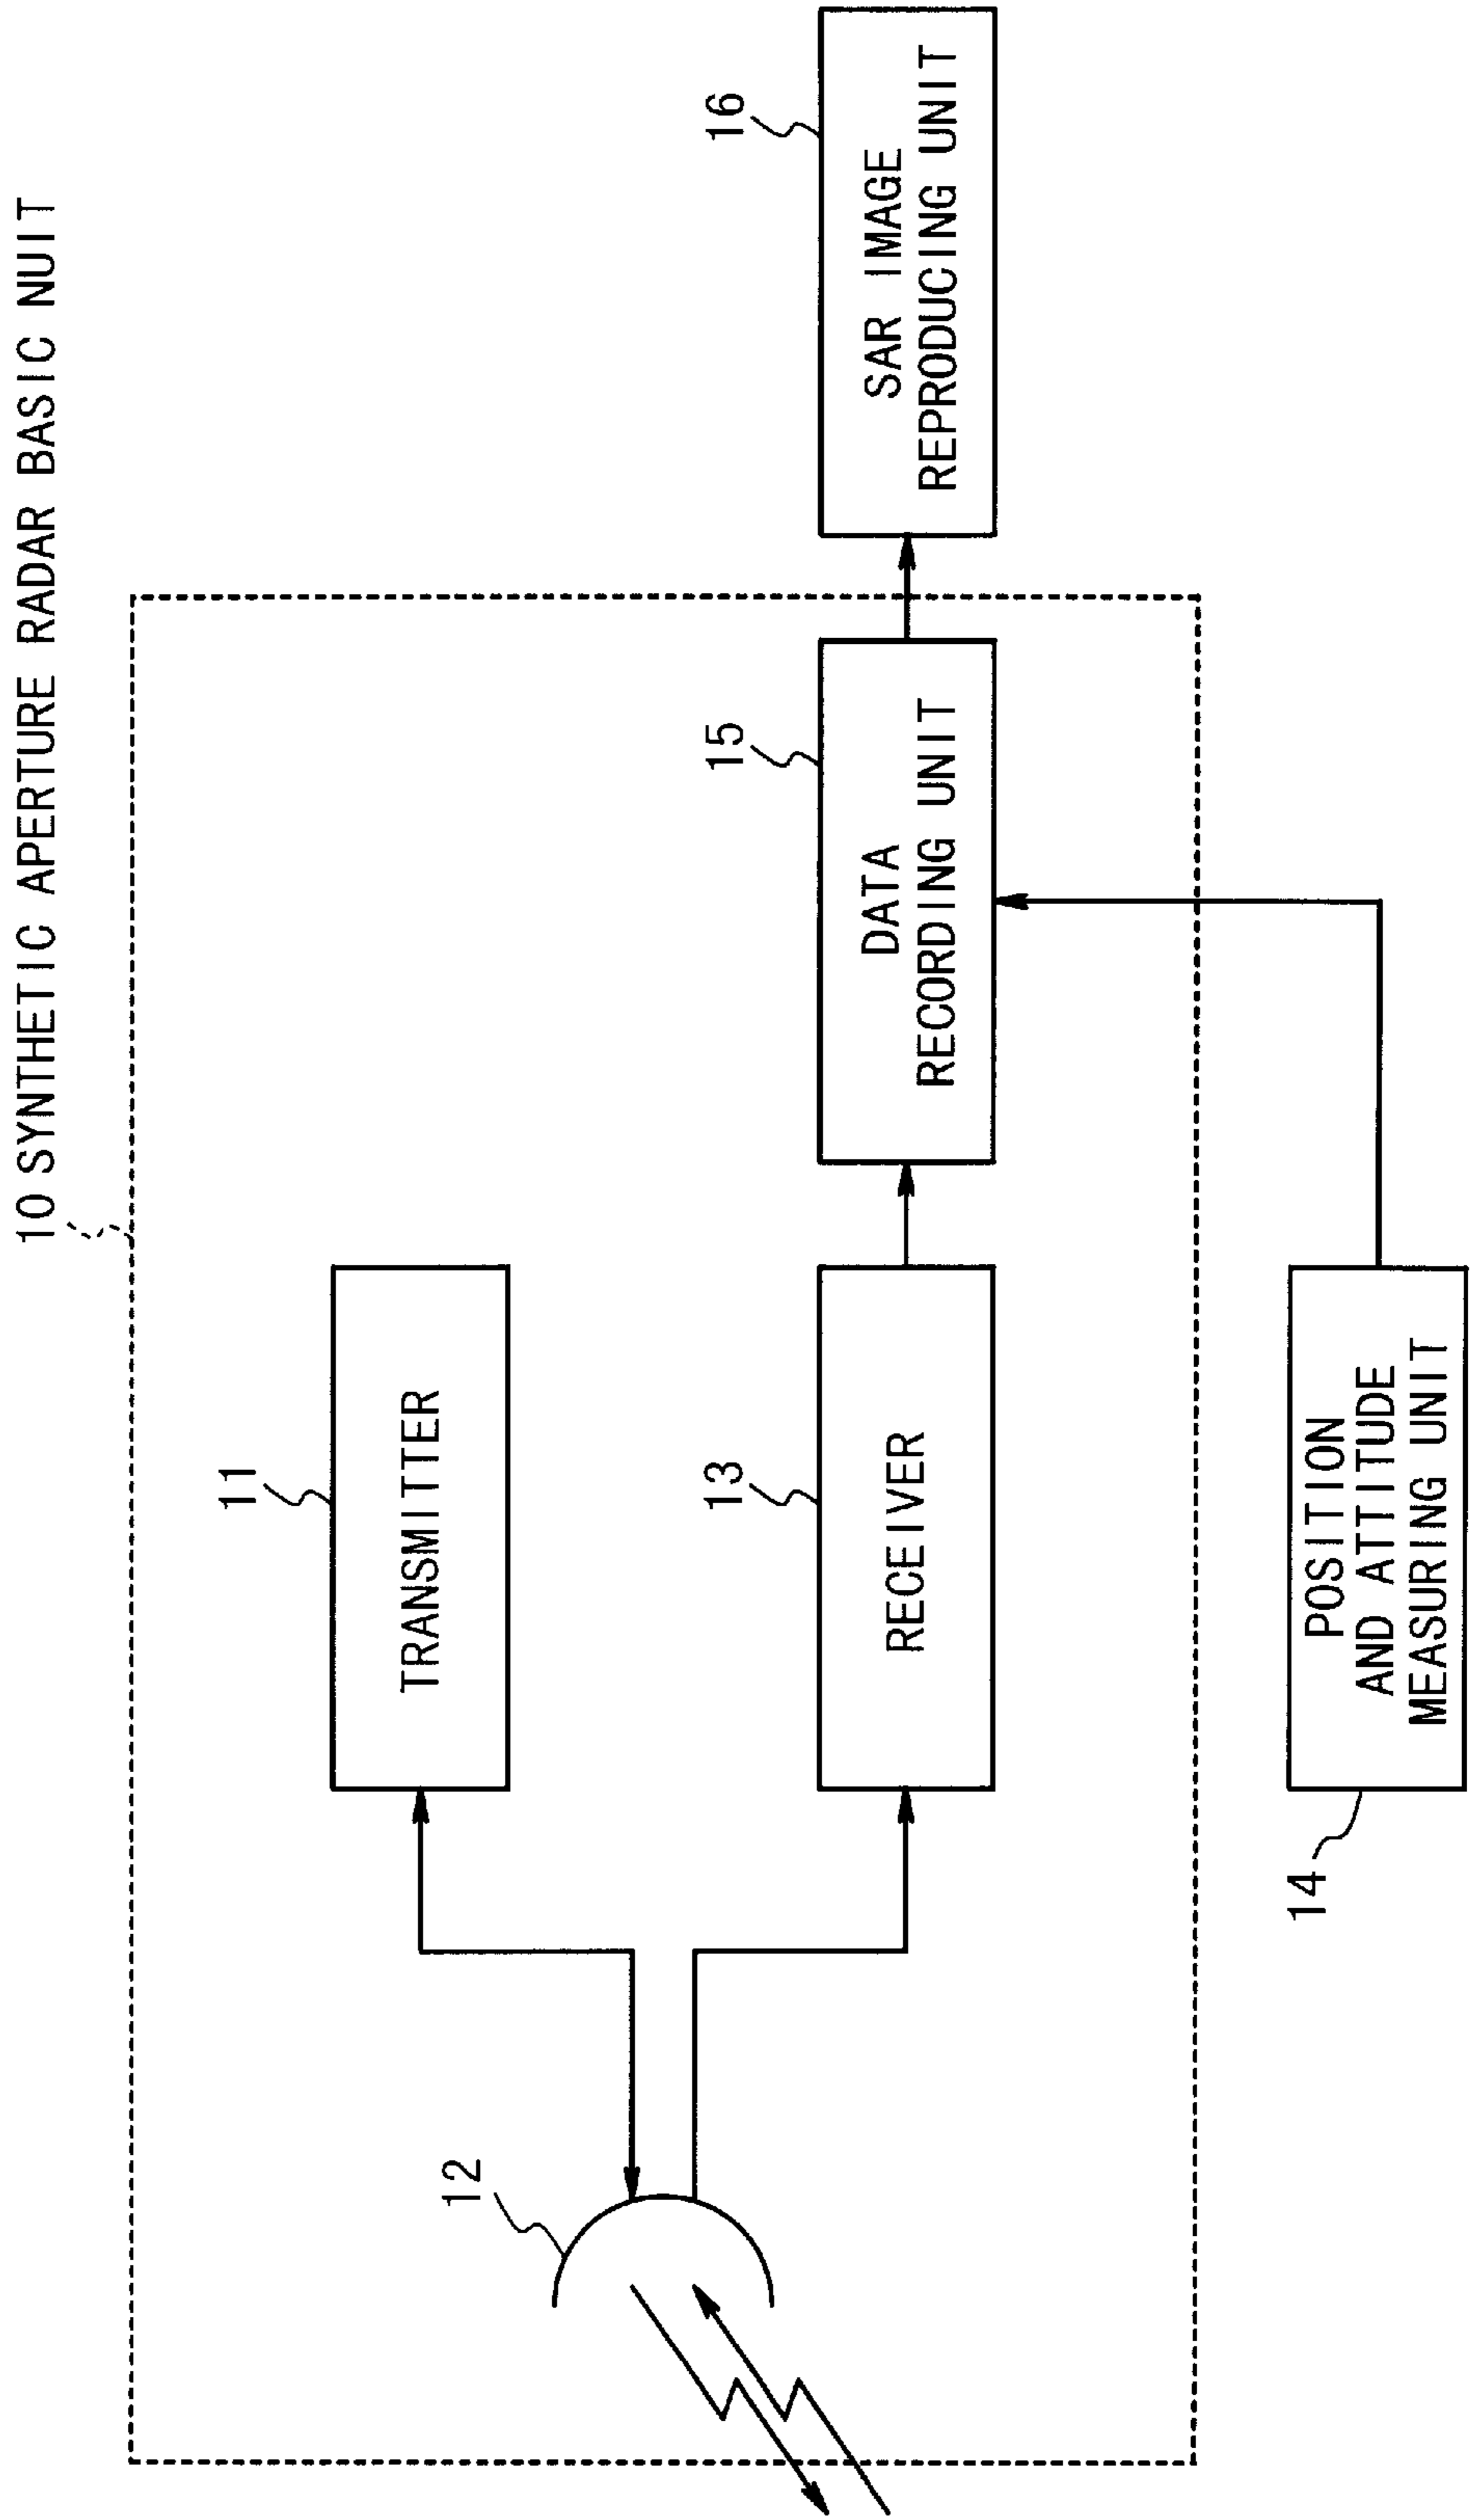 10 SYNTHETIC APERTURE RADAR BASIC NUIT
11
TRANSMITTER
12
13
RECEIVER
15
DATA
RECORDING UNIT
16
SAR IMAGE
REPRODUCING UNIT
14
POSITION
AND ATTITUDE
MEASURING UNIT